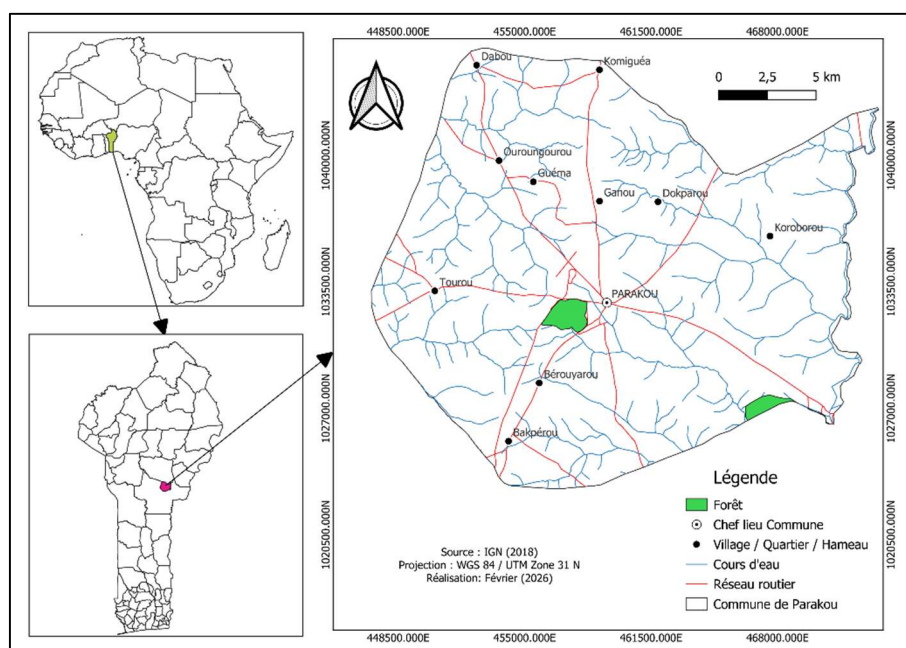 448500.000E 455000.000E 461500.000E 468000.000E
Dabou
Komiguéa
0 2,5 5 km
1040000.000N
1040000.000N
Ouroungourou
Guéma
Ganou
Dokparou
Koroborou
1033500.000N
1033500.000N
Tourou
PARAKOU
Bérouyarou
1027000.000N
1027000.000N
Bakpérou
Légende
Forêt
Chef lieu Commune
Village / Quartier / Hameau
Cours d'eau
Réseau routier
Commune de Parakou
1020500.000N
1020500.000N
Source : IGN (2018)
Projection : WGS 84 / UTM Zone 31 N
Réalisation: Février (2026)
448500.000E 455000.000E 461500.000E 468000.000E